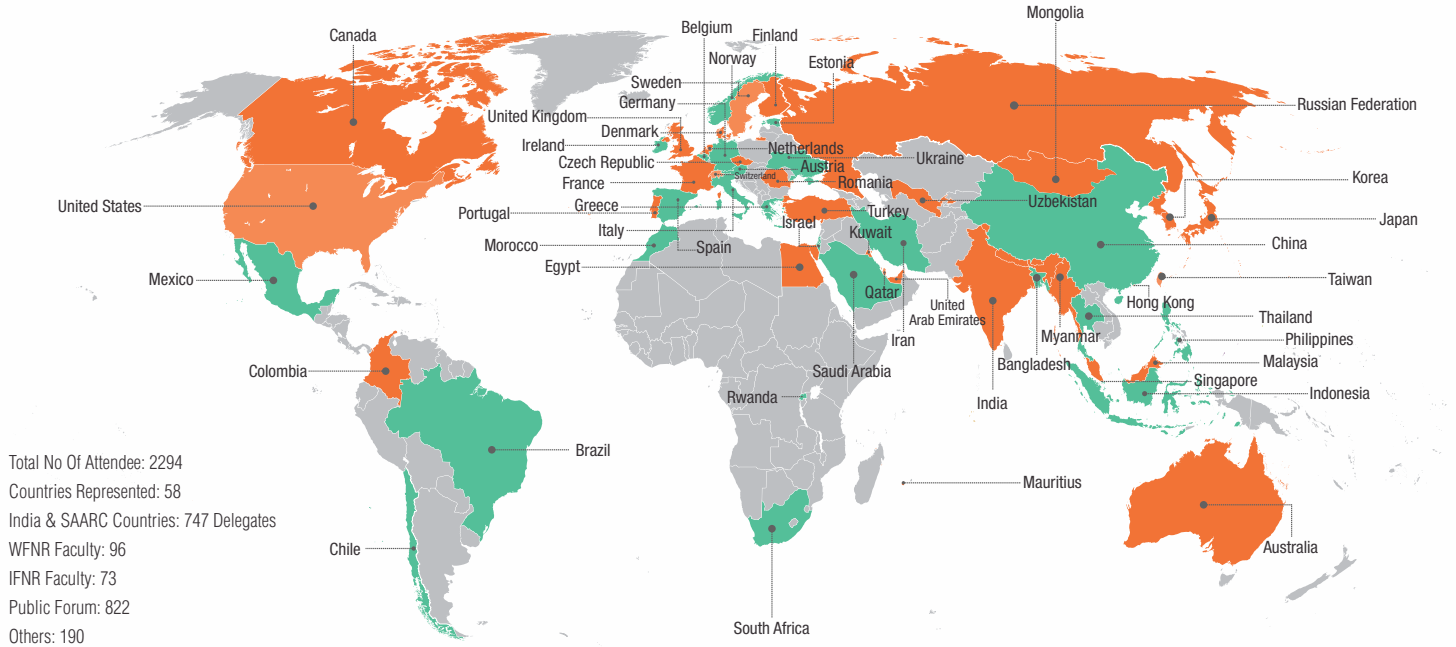 Mongolia
Belgium
Finland
Canada
Norway
Estonia
Sweden
Germany
Russian Federation
United Kingdom
Denmark
Ireland
Netherlands
Ukraine
Czech Republic
Austria
Switzerland
Korea
France
Romania
Uzbekistan
United States
Greece
Portugal
Turkey
Israel
Japan
Italy
Kuwait
Morocco
Spain
China
Egypt
Mexico
Taiwan
Qatar
United
Arab Emirates
Hong Kong
Thailand
Iran
Myanmar
Philippines
Bangladesh
Malaysia
Colombia
Saudi Arabia
Singapore
Rwanda
Indonesia
India
Brazil
Mauritius
Chile
Australia
South Africa
Total No Of Attendee: 2294
Countries Represented: 58
India & SAARC Countries: 747 Delegates
WFNR Faculty: 96
IFNR Faculty: 73
Public Forum: 822
Others: 190